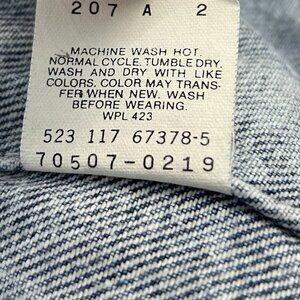 207 A 2
MACHINE WASH HOT.
NORMAL CYCLE. TUMBLE DRY.
WASH AND DRY WITH LIKE
COLORS. COLOR MAY TRANS-
FER WHEN NEW. WASH
BEFORE WEARING.
WPL 423
523 117 67378-5
70507-0219